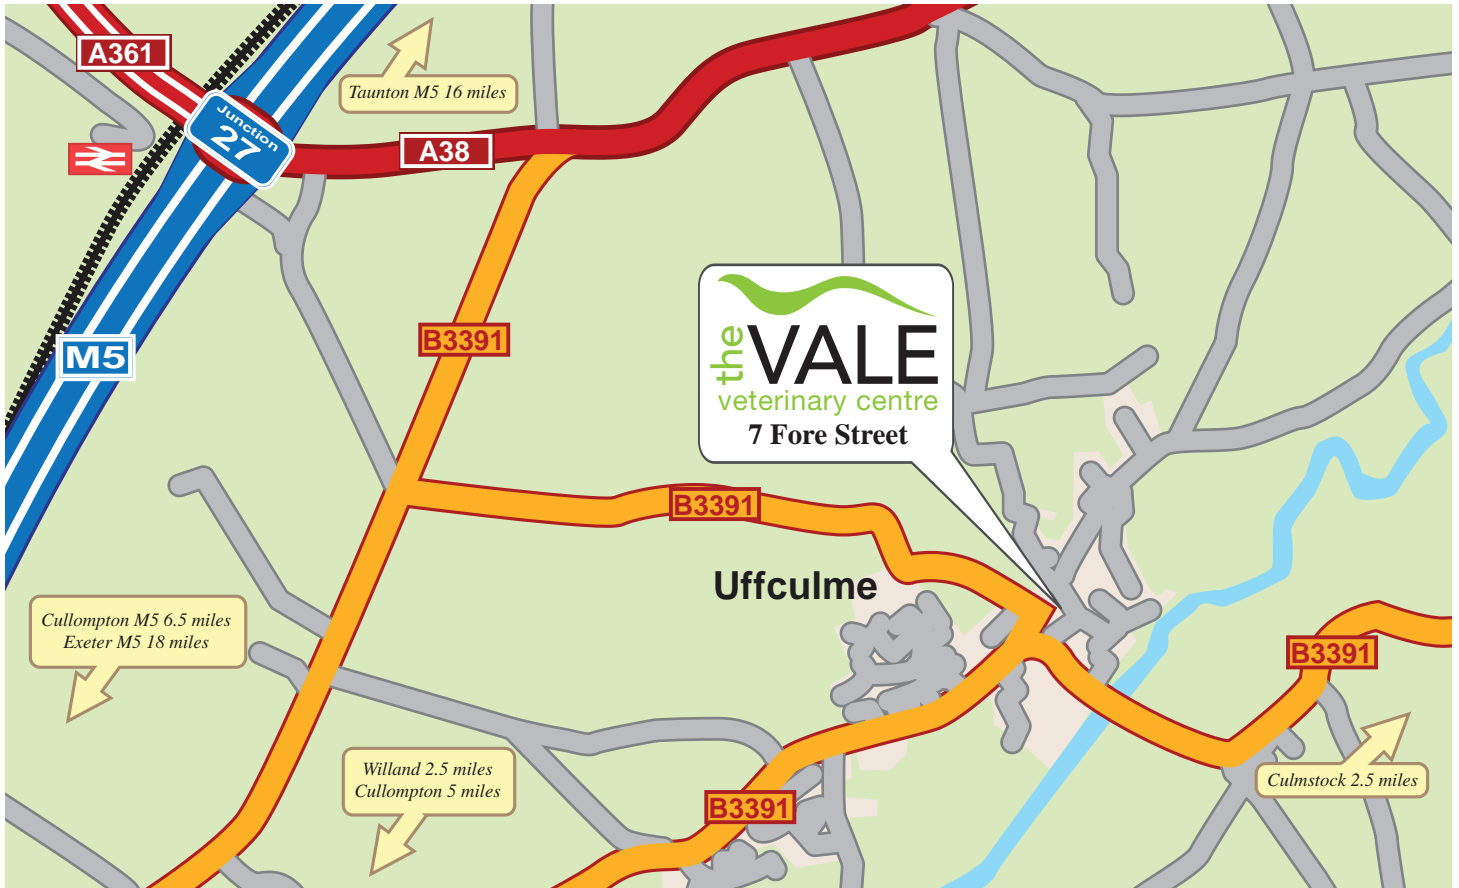 A361
Taunton M5 16 miles
Junction
27
A38
M5
B3391
the
VALE
veterinary centre
7 Fore Street
B3391
Uffculme
Cullompton M5 6.5 miles
Exeter M5 18 miles
B3391
Willand 2.5 miles
Cullompton 5 miles
B3391
Culmstock 2.5 miles